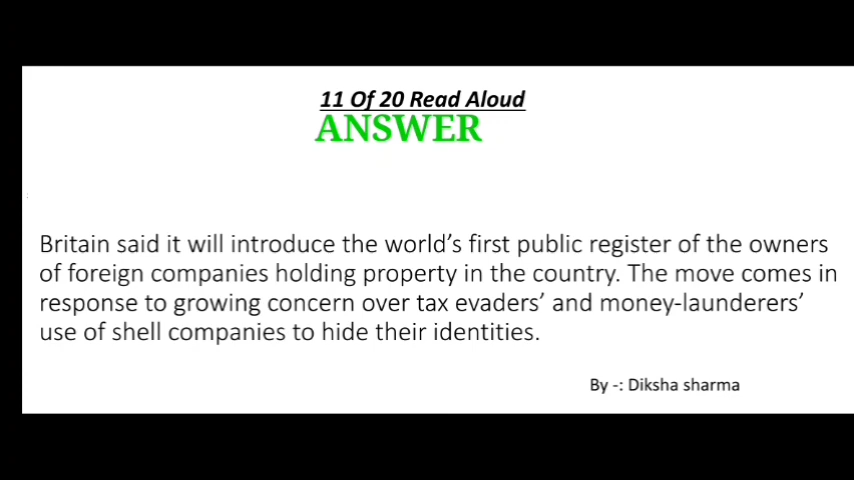 11 Of 20 Read Aloud
ANSWER
Britain said it will introduce the world’s first public register of the owners
of foreign companies holding property in the country. The move comes in
response to growing concern over tax evaders’ and money-launderers’
use of shell companies to hide their identities.
By -: Diksha sharma